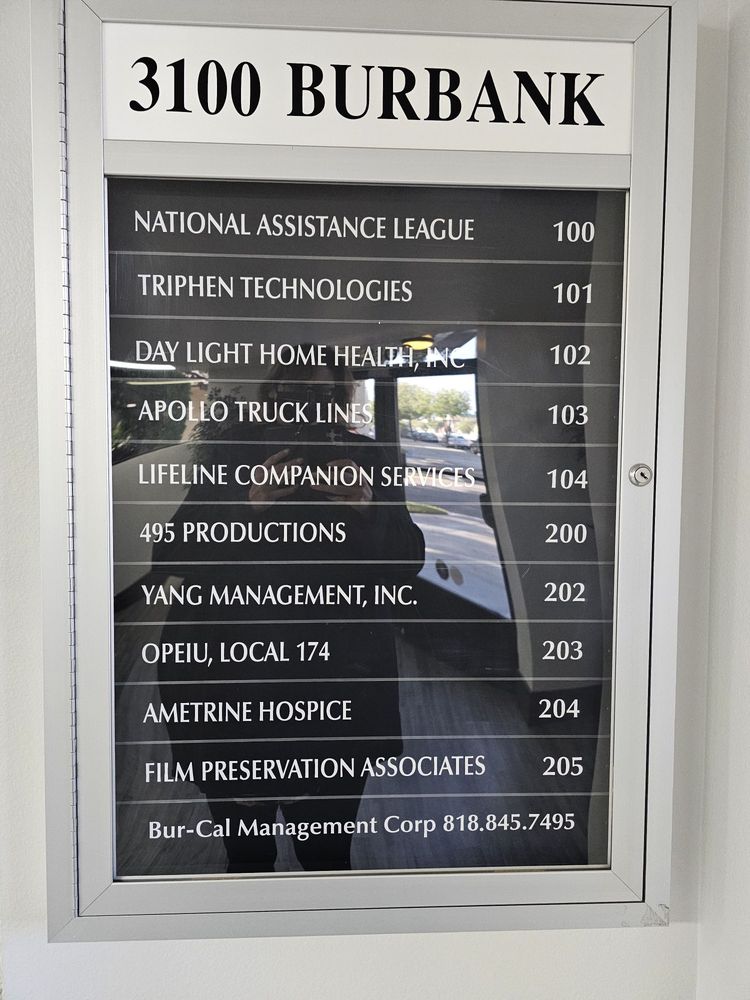 3100 BURBANK
NATIONAL ASSISTANCE LEAGUE 100
TRIPHEN TECHNOLOGIES 101
DAY LIGHT HOME HEALTH, INC 102
APOLLO TRUCK LINES 103
LIFELINE COMPANION SERVICES 104
495 PRODUCTIONS 200
YANG MANAGEMENT, INC. 202
OPEIU, LOCAL 174 203
AMETRINE HOSPICE 204
FILM PRESERVATION ASSOCIATES 205
Bur-Cal Management Corp 818.845.7495